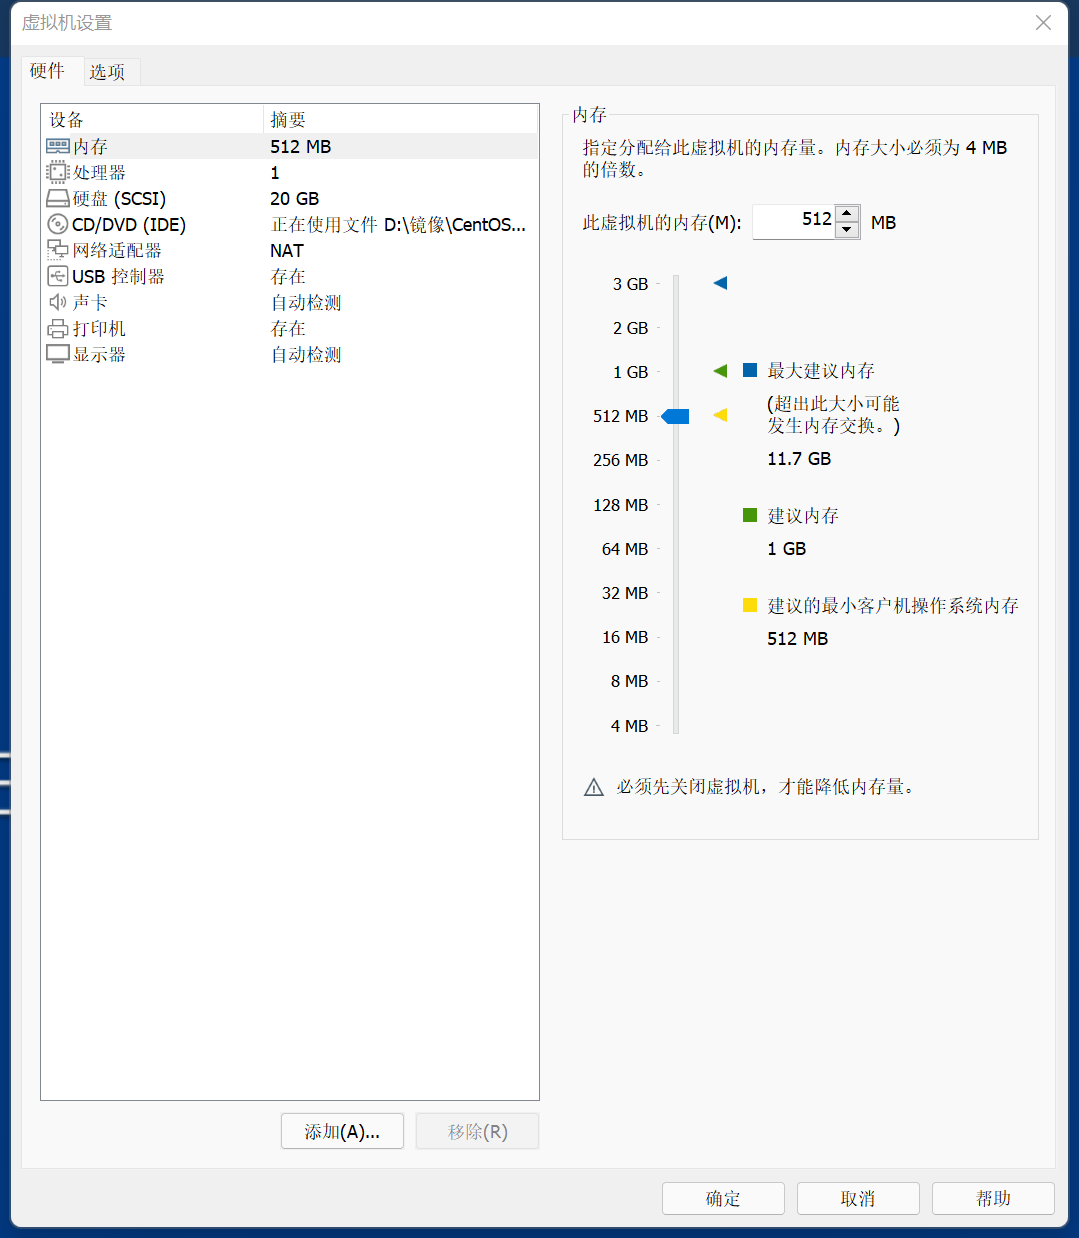 虚拟机设置
硬件 选项
设备 摘要
内存 512 MB
处理器 1
硬盘 (SCSI) 20 GB
CD/DVD (IDE) 正在使用文件 D:\镜像\CentOS...
网络适配器 NAT
USB 控制器 存在
声卡 自动检测
打印机 存在
显示器 自动检测
添加(A)... 移除(R)
内存
指定分配给此虚拟机的内存量。内存大小必须为 4 MB
的倍数。
此虚拟机的内存(M): 512 MB
3 GB
2 GB
1 GB
512 MB
256 MB
128 MB
64 MB
32 MB
16 MB
8 MB
4 MB
最大建议内存
(超出此大小可能
发生内存交换。)
11.7 GB
建议内存
1 GB
建议的最小客户机操作系统内存
512 MB
必须先关闭虚拟机，才能降低内存量。
确定 取消 帮助